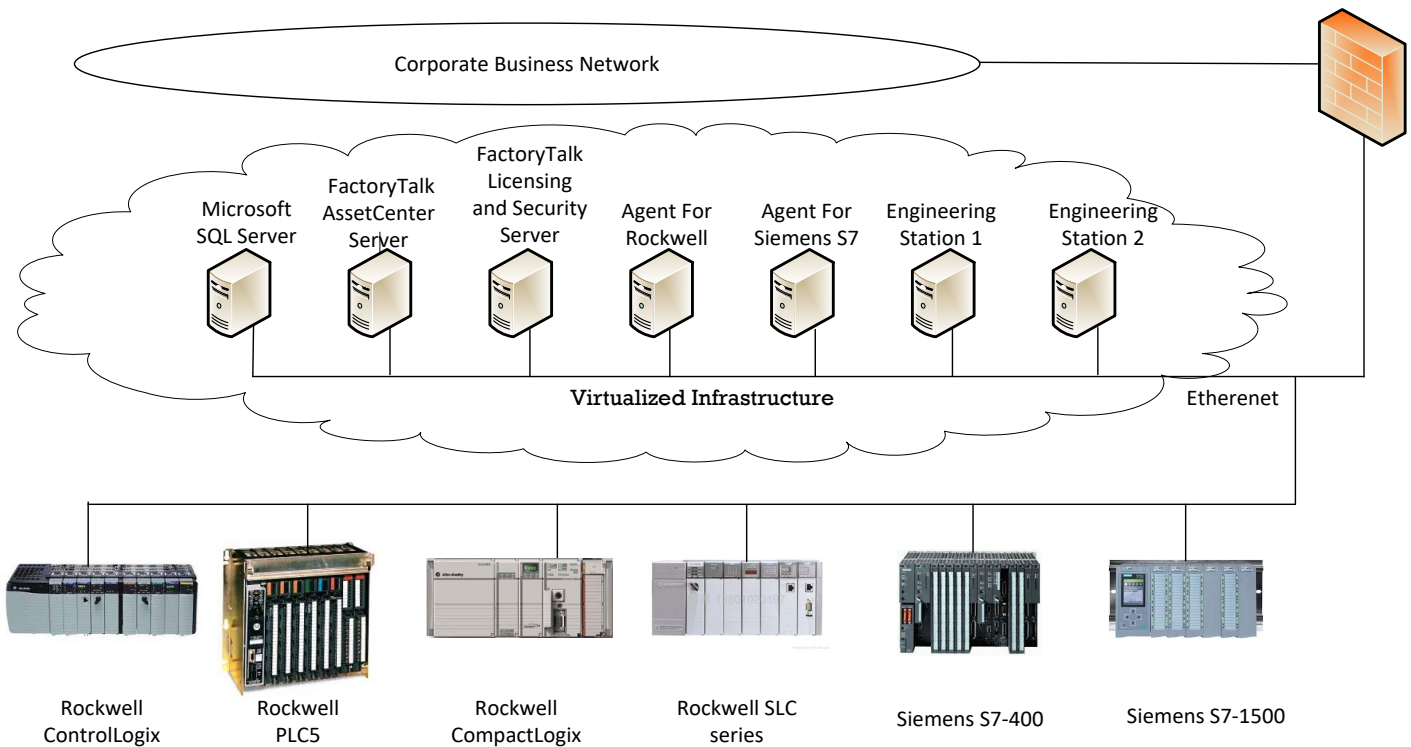 Corporate Business Network
Microsoft
SQL Server
FactoryTalk
AssetCenter
Server
FactoryTalk
Licensing
and Security
Server
Agent For
Rockwell
Agent For
Siemens S7
Engineering
Station 1
Engineering
Station 2
Virtualized Infrastructure
Etherenet
Allen-Bradley
Rockwell
ControlLogix
Rockwell
PLC5
Rockwell
CompactLogix
Rockwell SLC
series
Siemens S7-400
Siemens S7-1500